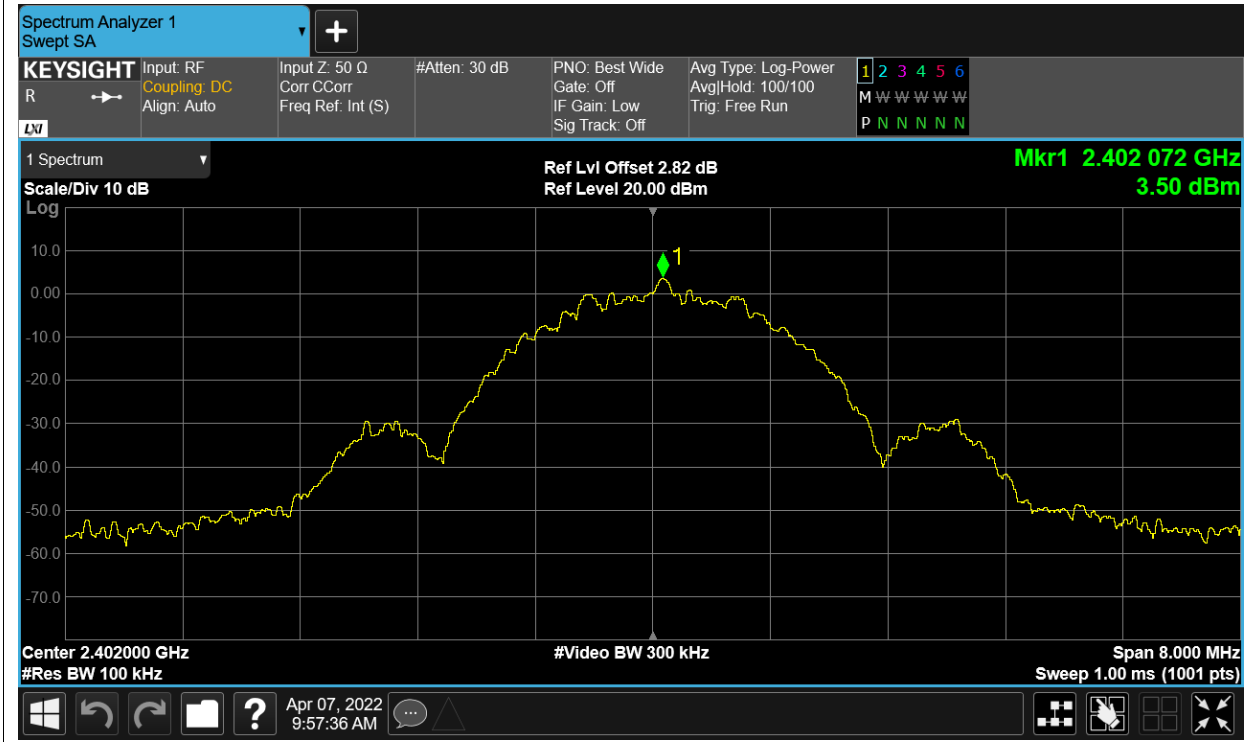 Spectrum Analyzer 1
Swept SA
KEYSIGHT
R
LXI
Input: RF
Coupling: DC
Align: Auto
Input Z: 50 Ω
Corr CCorr
Freq Ref: Int (S)
#Atten: 30 dB
PNO: Best Wide
Gate: Off
IF Gain: Low
Sig Track: Off
Avg Type: Log-Power
Avg|Hold: 100/100
Trig: Free Run
1 2 3 4 5 6
M W W W W W W
P N N N N N N
1 Spectrum
Scale/Div 10 dB
Log
Ref Lvl Offset 2.82 dB
Ref Level 20.00 dBm
Mkr1 2.402 072 GHz
3.50 dBm
1
10.0
0.00
-10.0
-20.0
-30.0
-40.0
-50.0
-60.0
-70.0
Center 2.402000 GHz
#Res BW 100 kHz
#Video BW 300 kHz
Span 8.000 MHz
Sweep 1.00 ms (1001 pts)
?
Apr 07, 2022
9:57:36 AM